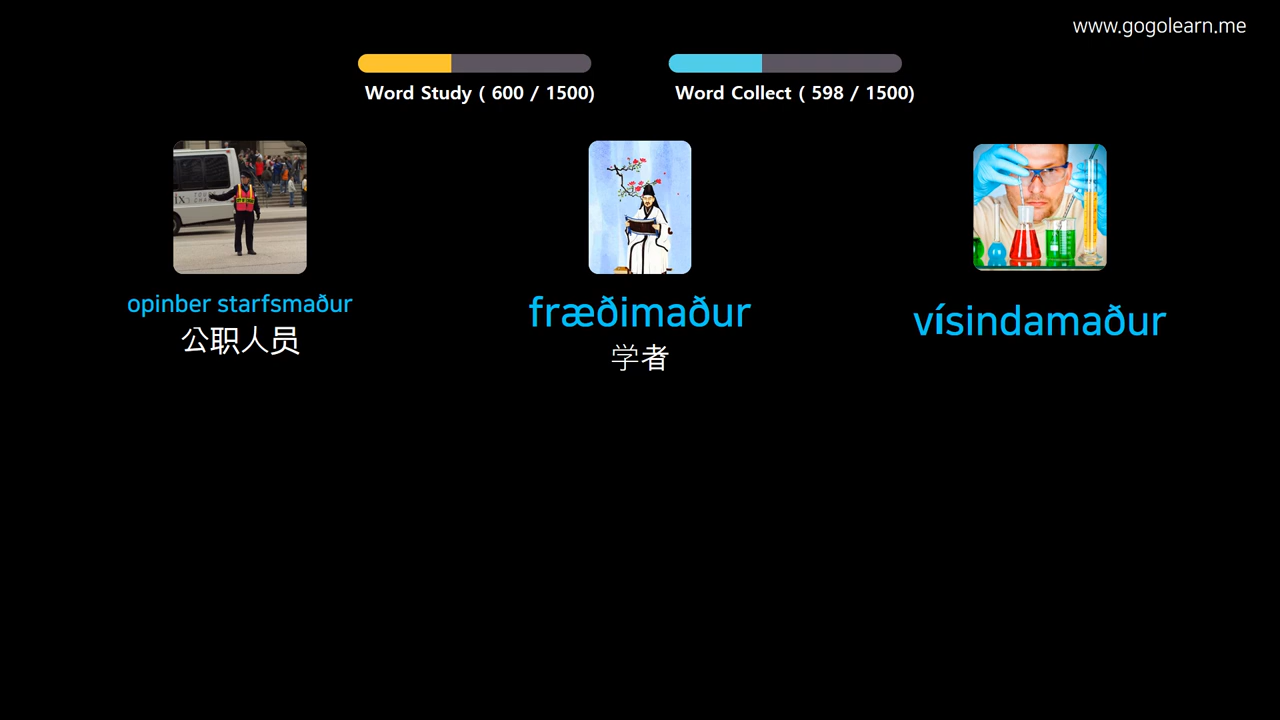 www.gogolearn.me
Word Study ( 600 / 1500)
Word Collect ( 598 / 1500)
opinber starfsmaður
公职人员
fræðimaður
学者
vísindamaður